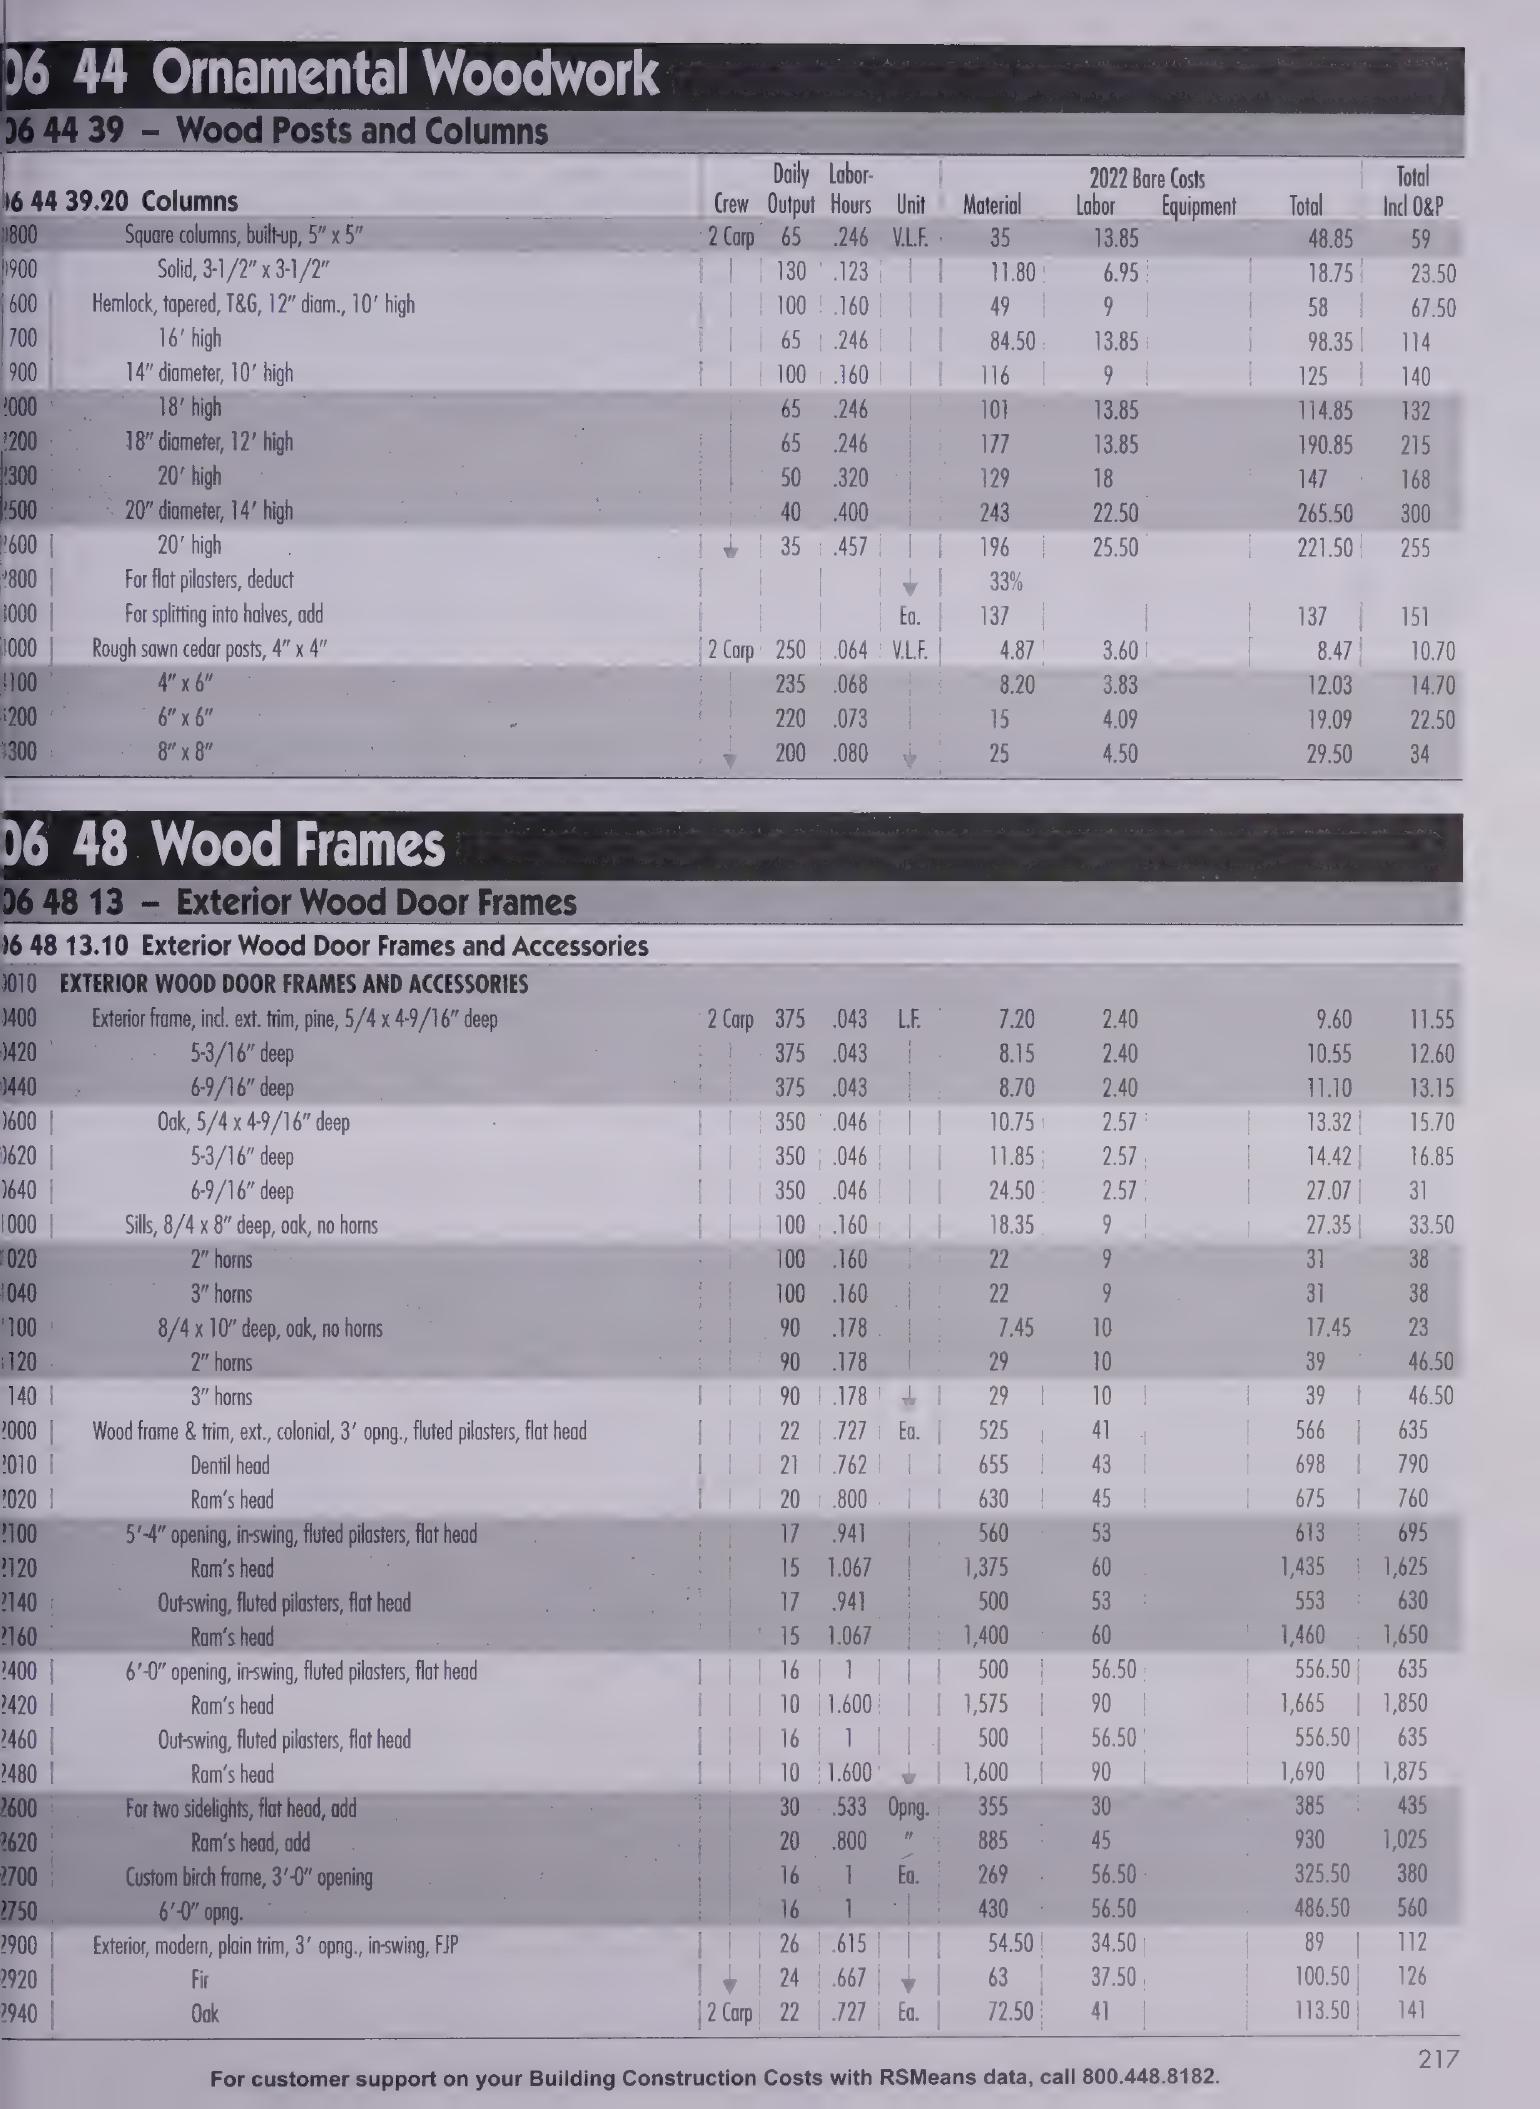 06 44 Ornamental Woodwork
06 44 39 – Wood Posts and Columns
Daily Labor- 2022 Bare Costs Total
06 44 39.20 Columns Crew Output Hours Unit Material Labor Equipment Total Incl O&P
0800 Square columns, built-up, 5" x 5" 2 Carp 65 .246 V.L.F. 35 13.85 48.85 59
0900 Solid, 3-1/2" x 3-1/2" 130 .123 11.80 6.95 18.75 23.50
600 Hemlock, tapered, T&G, 12" diam., 10' high 100 .160 49 9 58 67.50
700 16' high 65 .246 84.50 13.85 98.35 114
900 14" diameter, 10' high 100 .160 116 9 125 140
2000 18' high 65 .246 101 13.85 114.85 132
2200 18" diameter, 12' high 65 .246 177 13.85 190.85 215
2300 20' high 50 .320 129 18 147 168
2500 20" diameter, 14' high 40 .400 243 22.50 265.50 300
2600 20' high 35 .457 196 25.50 221.50 255
2800 For flat pilasters, deduct 33%
3000 For splitting into halves, add Ea. 137 137 151
4000 Rough sawn cedar posts, 4" x 4" 2 Carp 250 .064 V.L.F. 4.87 3.60 8.47 10.70
4100 4" x 6" 235 .068 8.20 3.83 12.03 14.70
4200 6" x 6" 220 .073 15 4.09 19.09 22.50
4300 8" x 8" 200 .080 25 4.50 29.50 34
06 48 Wood Frames
06 48 13 – Exterior Wood Door Frames
06 48 13.10 Exterior Wood Door Frames and Accessories
0010 EXTERIOR WOOD DOOR FRAMES AND ACCESSORIES
0400 Exterior frame, incl. ext. trim, pine, 5/4 x 4-9/16" deep 2 Carp 375 .043 L.F. 7.20 2.40 9.60 11.55
0420 5-3/16" deep 375 .043 8.15 2.40 10.55 12.60
0440 6-9/16" deep 375 .043 8.70 2.40 11.10 13.15
0600 Oak, 5/4 x 4-9/16" deep 350 .046 10.75 2.57 13.32 15.70
0620 5-3/16" deep 350 .046 11.85 2.57 14.42 16.85
0640 6-9/16" deep 350 .046 24.50 2.57 27.07 31
1000 Sills, 8/4 x 8" deep, oak, no horns 100 .160 18.35 9 27.35 33.50
1020 2" horns 100 .160 22 9 31 38
1040 3" horns 100 .160 22 9 31 38
1100 8/4 x 10" deep, oak, no horns 90 .178 7.45 10 17.45 23
1120 2" horns 90 .178 29 10 39 46.50
140 3" horns 90 .178 29 10 39 46.50
2000 Wood frame & trim, ext., colonial, 3' opng., fluted pilasters, flat head 22 .727 Ea. 525 41 566 635
2010 Dentil head 21 .762 655 43 698 790
2020 Ram's head 20 .800 630 45 675 760
2100 5'-4" opening, in-swing, fluted pilasters, flat head 17 .941 560 53 613 695
2120 Ram's head 15 1.067 1,375 60 1,435 1,625
2140 Out-swing, fluted pilasters, flat head 17 .941 500 53 553 630
2160 Ram's head 15 1.067 1,400 60 1,460 1,650
2400 6'-0" opening, in-swing, fluted pilasters, flat head 16 1 500 56.50 556.50 635
2420 Ram's head 10 1.600 1,575 90 1,665 1,850
2460 Out-swing, fluted pilasters, flat head 16 1 500 56.50 556.50 635
2480 Ram's head 10 1.600 1,600 90 1,690 1,875
2600 For two sidelights, flat head, add 30 .533 Opng. 355 30 385 435
2620 Ram's head, add 20 .800 " 885 45 930 1,025
2700 Custom birch frame, 3'-0" opening 16 1 Ea. 269 56.50 325.50 380
2750 6'-0" opng. 16 1 430 56.50 486.50 560
2900 Exterior, modern, plain trim, 3' opng., in-swing, FJP 26 .615 54.50 34.50 89 112
2920 Fir 24 .667 63 37.50 100.50 126
2940 Oak 2 Carp 22 .727 Ea. 72.50 41 113.50 141
217
For customer support on your Building Construction Costs with RSMeans data, call 800.448.8182.